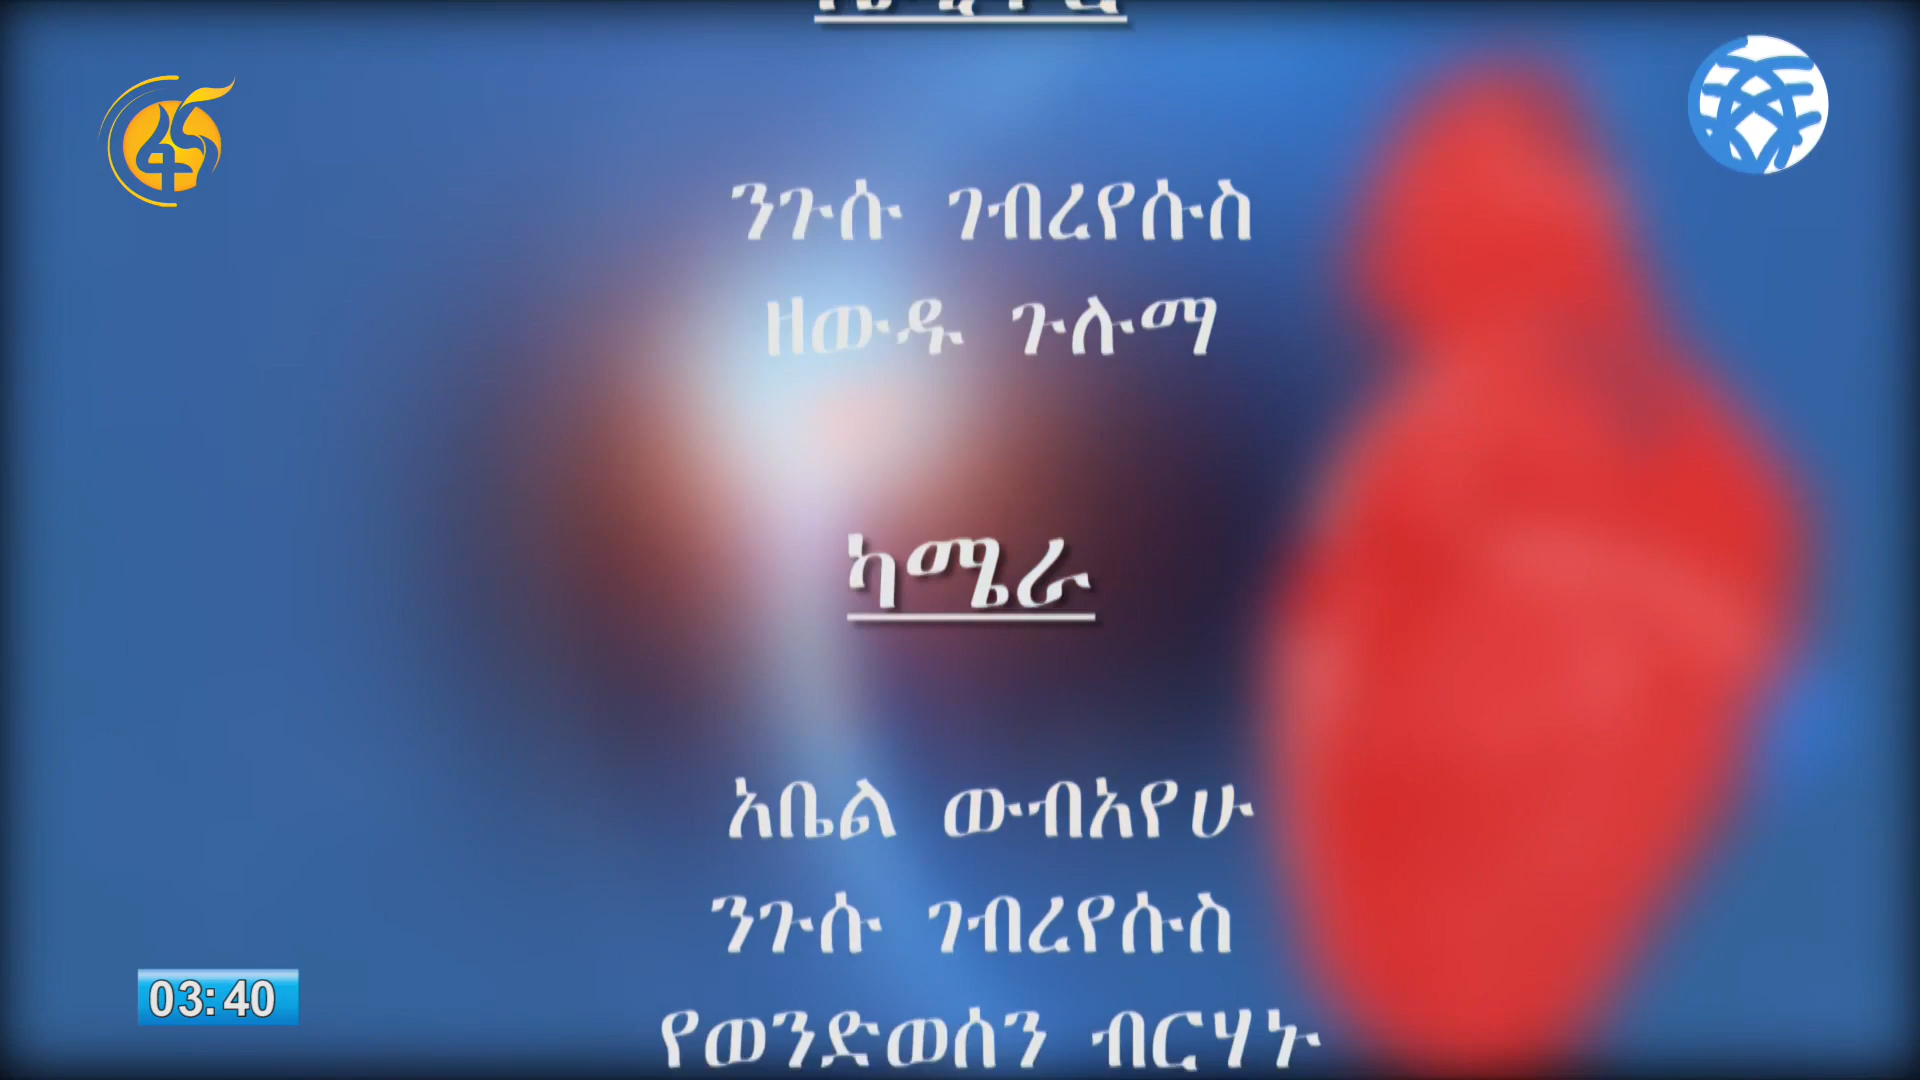 ንጉሱ ገብረየሱስ
ዘውዱ ጉሉማ
ካሜራ
አቤል ውብአየሁ
ንጉሱ ገብረየሱስ
የወንድወሰን ብርሃኑ
03:40